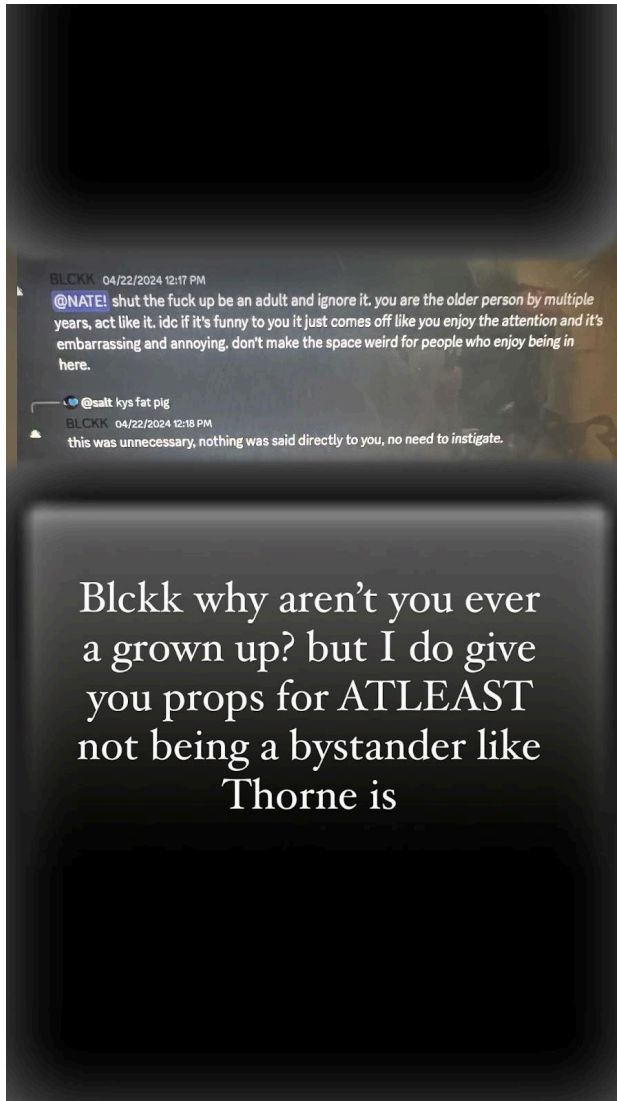 BLCKK 04/22/2024 12:17 PM
@NATE! shut the fuck up be an adult and ignore it. you are the older person by multiple
years, act like it. idc if it's funny to you it just comes off like you enjoy the attention and it's
embarrassing and annoying. don't make the space weird for people who enjoy being in
here.
@salt kys fat pig
BLCKK 04/22/2024 12:18 PM
this was unnecessary, nothing was said directly to you, no need to instigate.
Blckk why aren't you ever
a grown up? but I do give
you props for ATLEAST
not being a bystander like
Thorne is